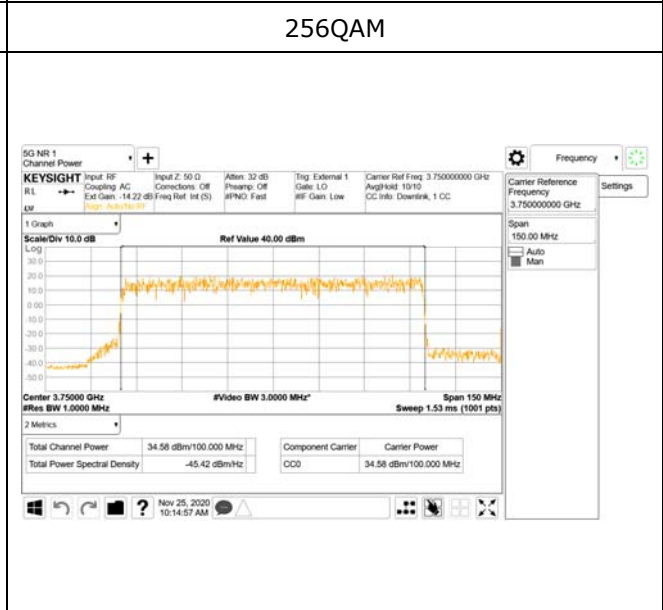 256QAM
5G NR 1
Channel Power
+
Frequency
Settings
KEYSIGHT
RL
Input: RF
Coupling: AC
Ext Gain: -14.22 dB
Align: Auto/No RF
Input Z: 50 Ω
Corrections: Off
Freq Ref: Int (S)
Atten: 32 dB
Preamp: Off
#PNO: Fast
Trig: External 1
Gate: LO
#IF Gain: Low
Carrier Ref Freq: 3.750000000 GHz
Avg|Hold: 10/10
CC Info: Downlink, 1 CC
Carrier Reference
Frequency
3.750000000 GHz
Span
150.00 MHz
Auto
Man
1 Graph
Scale/Div 10.0 dB
Ref Value 40.00 dBm
Log
30.0
20.0
10.0
0.00
-10.0
-20.0
-30.0
-40.0
-50.0
Center 3.75000 GHz
#Video BW 3.0000 MHz*
Span 150 MHz
#Res BW 1.0000 MHz
Sweep 1.53 ms (1001 pts)
2 Metrics
Total Channel Power 34.58 dBm/100.000 MHz
Total Power Spectral Density -45.42 dBm/Hz
Component Carrier Carrier Power
CC0 34.58 dBm/100.000 MHz
?
Nov 25, 2020
10:14:57 AM